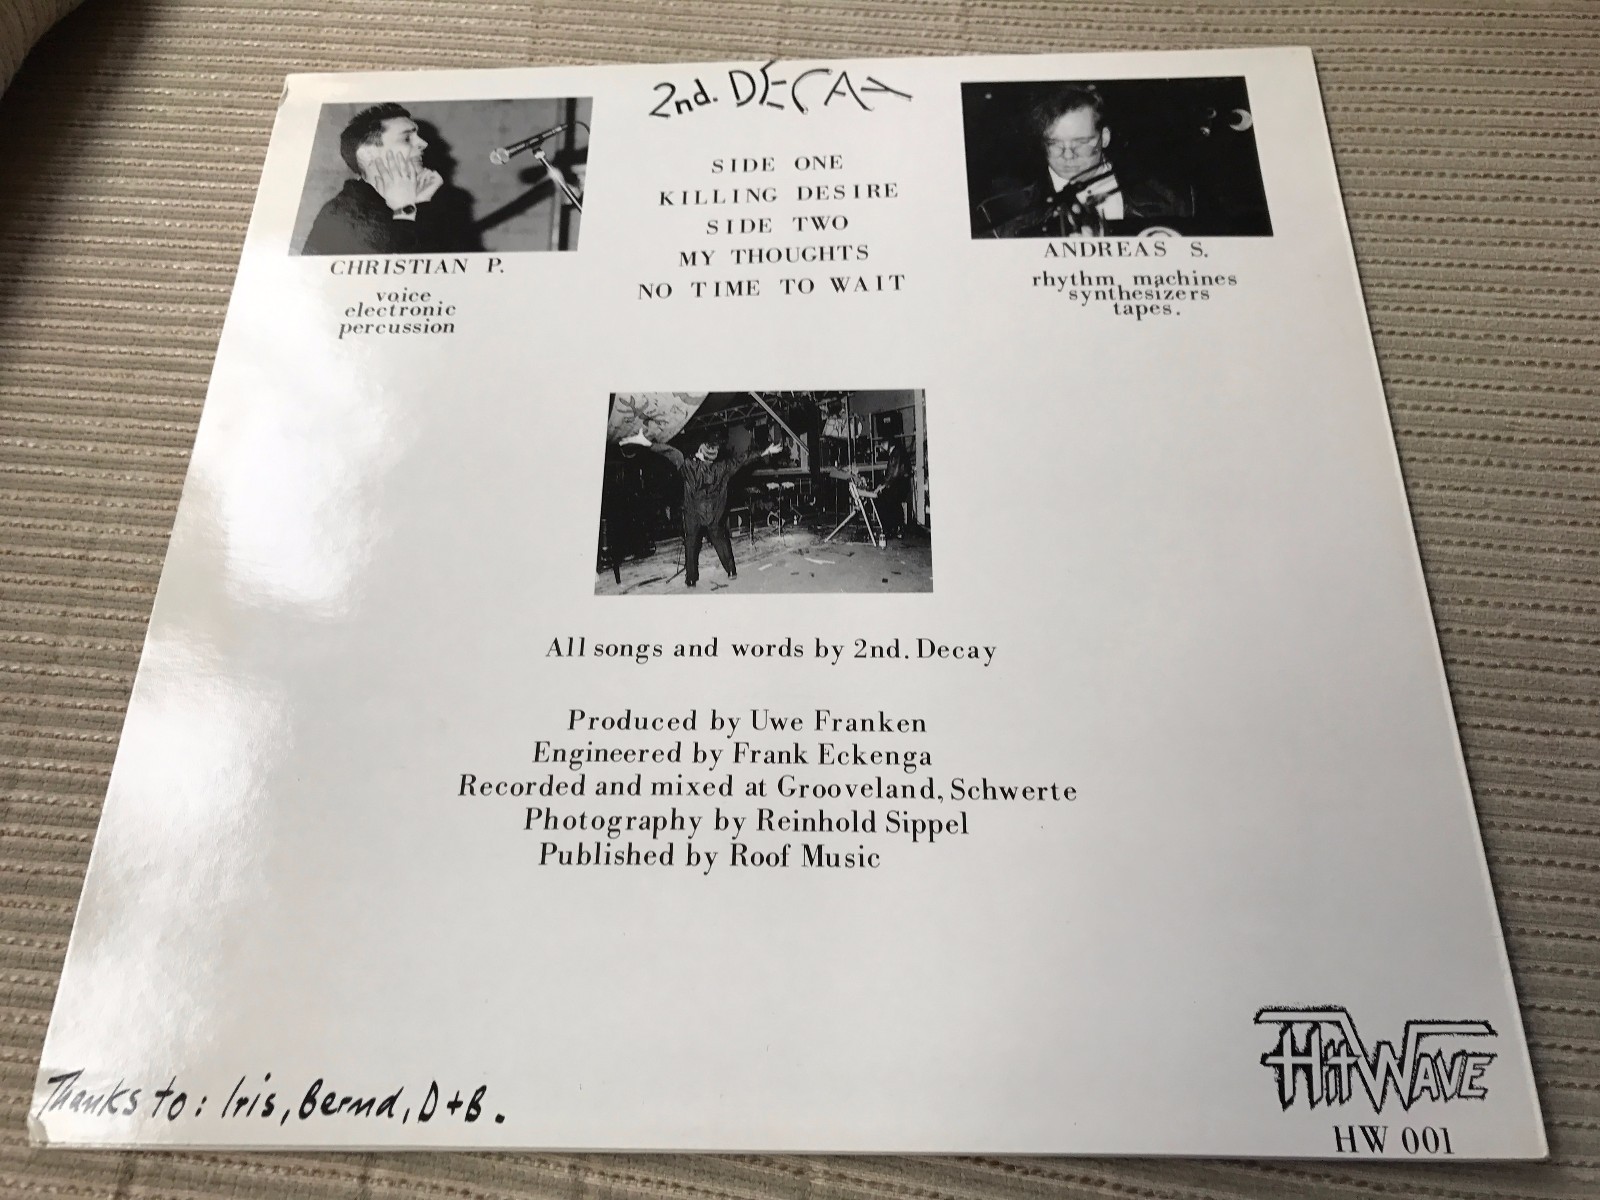 2nd. DECAY
SIDE ONE
KILLING DESIRE
SIDE TWO
MY THOUGHTS
NO TIME TO WAIT
CHRISTIAN P.
voice
electronic
percussion
ANDREAS S.
rhythm machines
synthesizers
tapes.
All songs and words by 2nd. Decay
Produced by Uwe Franken
Engineered by Frank Eckenga
Recorded and mixed at Grooveland, Schwerte
Photography by Reinhold Sippel
Published by Roof Music
Thanks to: Iris, Bernd, D+B.
HitWAVE
HW 001